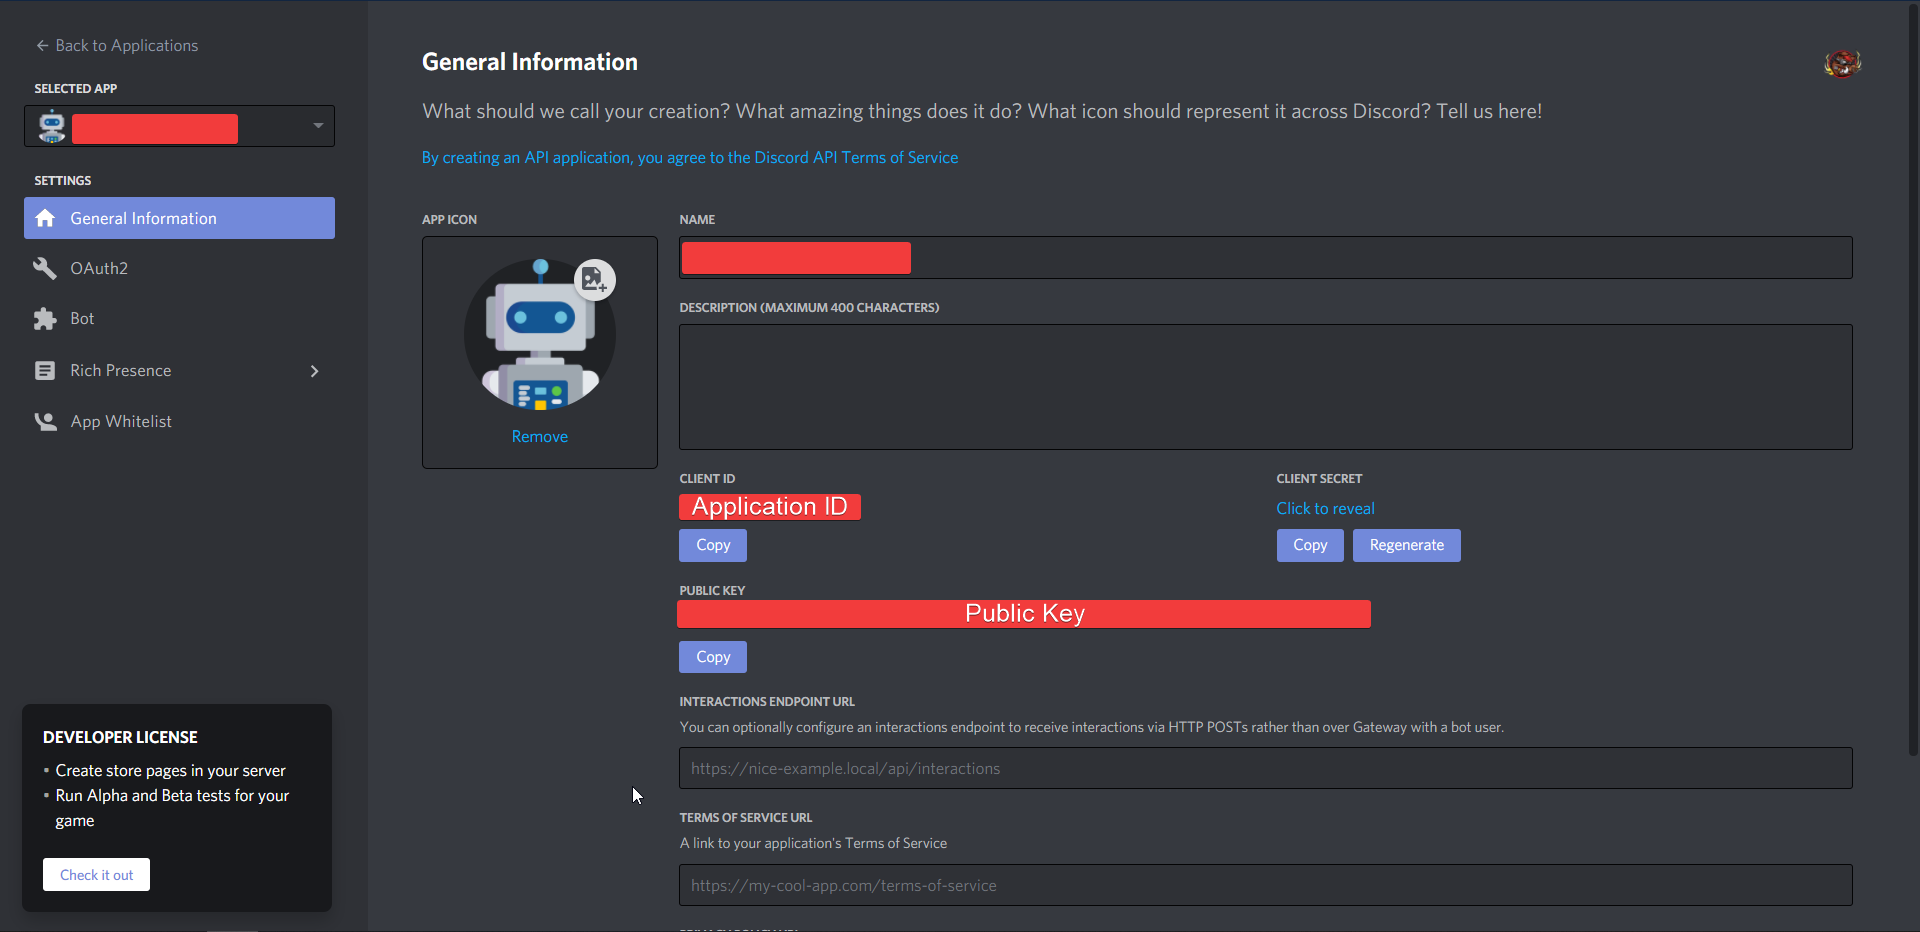 Back to Applications
SELECTED APP
SETTINGS
General Information
OAuth2
Bot
Rich Presence
App Whitelist
DEVELOPER LICENSE
• Create store pages in your server
• Run Alpha and Beta tests for your
game
Check it out
General Information
What should we call your creation? What amazing things does it do? What icon should represent it across Discord? Tell us here!
By creating an API application, you agree to the Discord API Terms of Service
APP ICON
Remove
NAME
DESCRIPTION (MAXIMUM 400 CHARACTERS)
CLIENT ID
Application ID
Copy
CLIENT SECRET
Click to reveal
Copy Regenerate
PUBLIC KEY
Public Key
Copy
INTERACTIONS ENDPOINT URL
You can optionally configure an interactions endpoint to receive interactions via HTTP POSTs rather than over Gateway with a bot user.
https://nice-example.local/api/interactions
TERMS OF SERVICE URL
A link to your application's Terms of Service
https://my-cool-app.com/terms-of-service